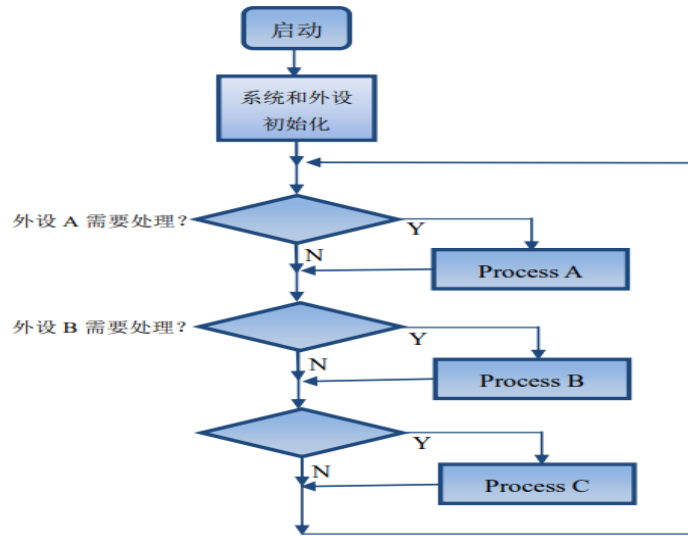 启动
系统和外设
初始化
外设 A 需要处理？
Y
N
Process A
外设 B 需要处理？
Y
N
Process B
Y
N
Process C